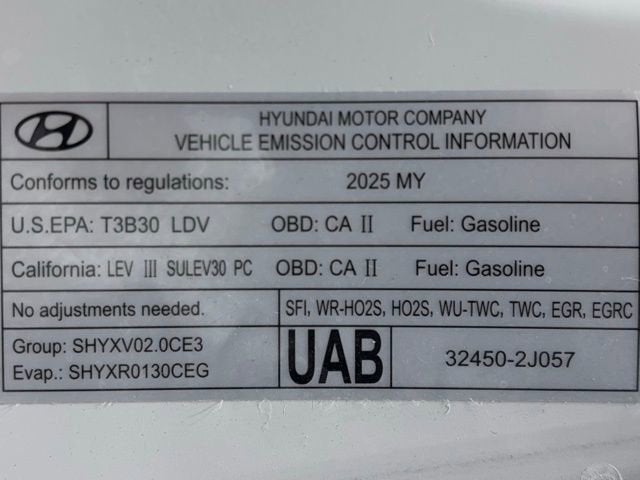 HYUNDAI MOTOR COMPANY
VEHICLE EMISSION CONTROL INFORMATION
Conforms to regulations: 2025 MY
U.S.EPA: T3B30 LDV OBD: CA II Fuel: Gasoline
California: LEV III SULEV30 PC OBD: CA II Fuel: Gasoline
No adjustments needed. SFI, WR-HO2S, HO2S, WU-TWC, TWC, EGR, EGRC
Group: SHYXV02.0CE3
Evap.: SHYXR0130CEG
UAB
32450-2J057